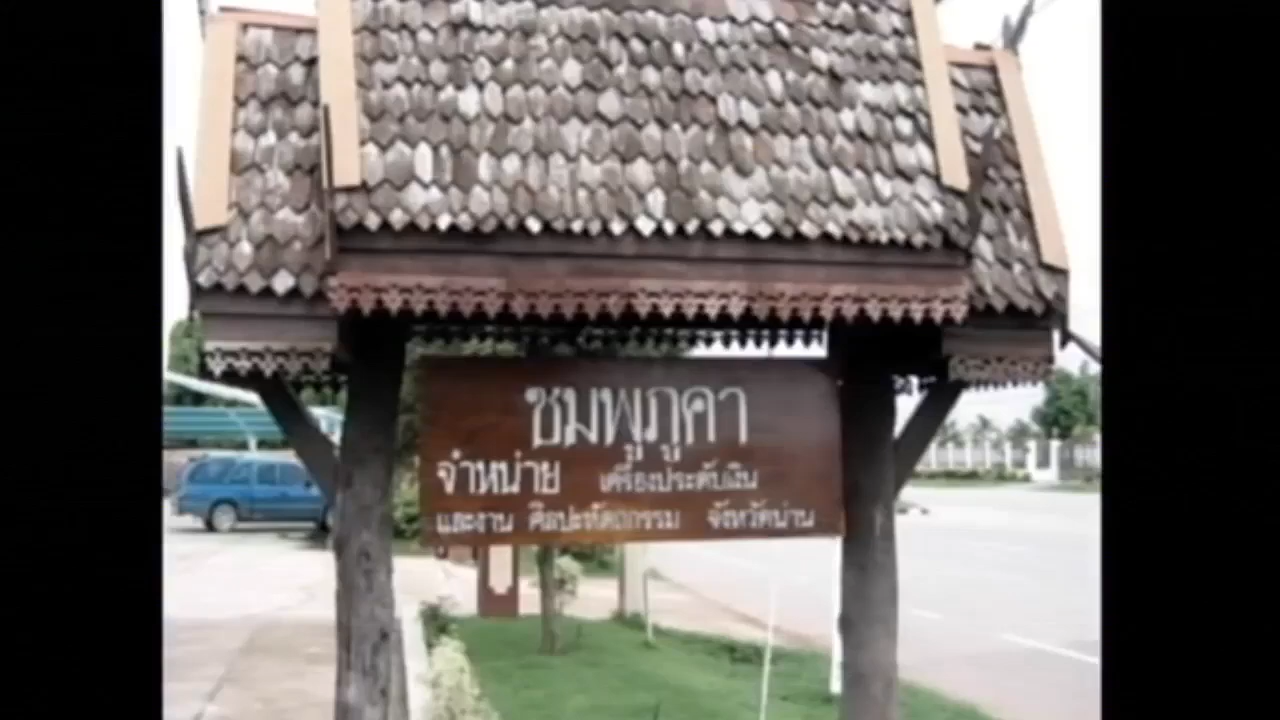 ชมพูภูคา
จำหน่าย เครื่องประดับเงิน
และงาน ศิลปะหัตถกรรม จังหวัดน่าน